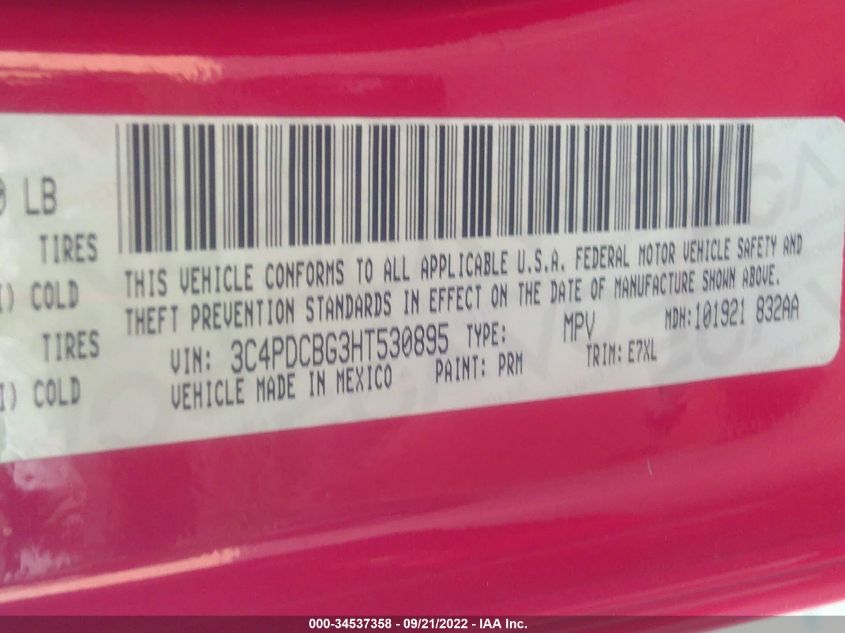 LB
TIRES
COLD
TIRES
COLD
THIS VEHICLE CONFORMS TO ALL APPLICABLE U.S.A. FEDERAL MOTOR VEHICLE SAFETY AND
THEFT PREVENTION STANDARDS IN EFFECT ON THE DATE OF MANUFACTURE SHOWN ABOVE.
VIN: 3C4PDCBG3HT530895 TYPE: MPV MDH:101921 832AA
VEHICLE MADE IN MEXICO PAINT: PRM TRIM: E7XL
000-34537358 - 09/21/2022 - IAA Inc.